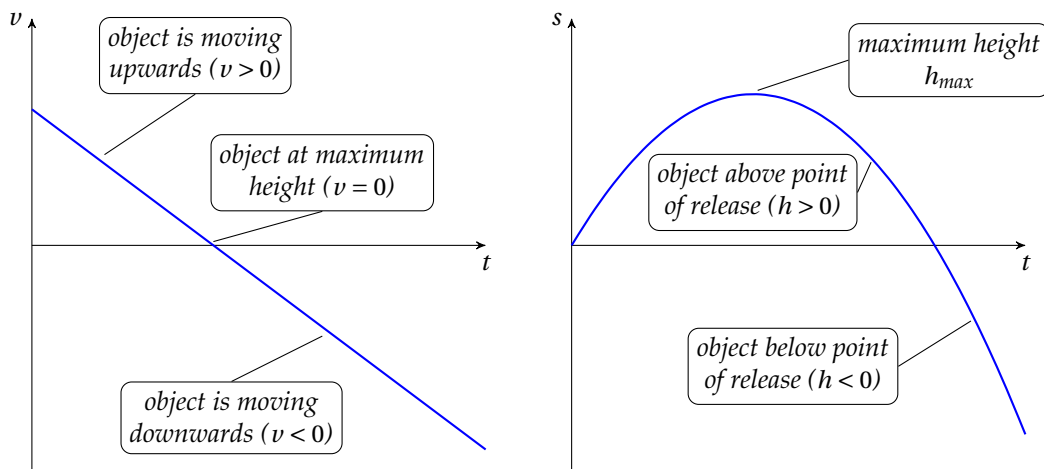 v
object is moving
upwards (v > 0)
object at maximum
height (v = 0)
t
object is moving
downwards (v < 0)
s
maximum height
hmax
object above point
of release (h > 0)
t
object below point
of release (h < 0)